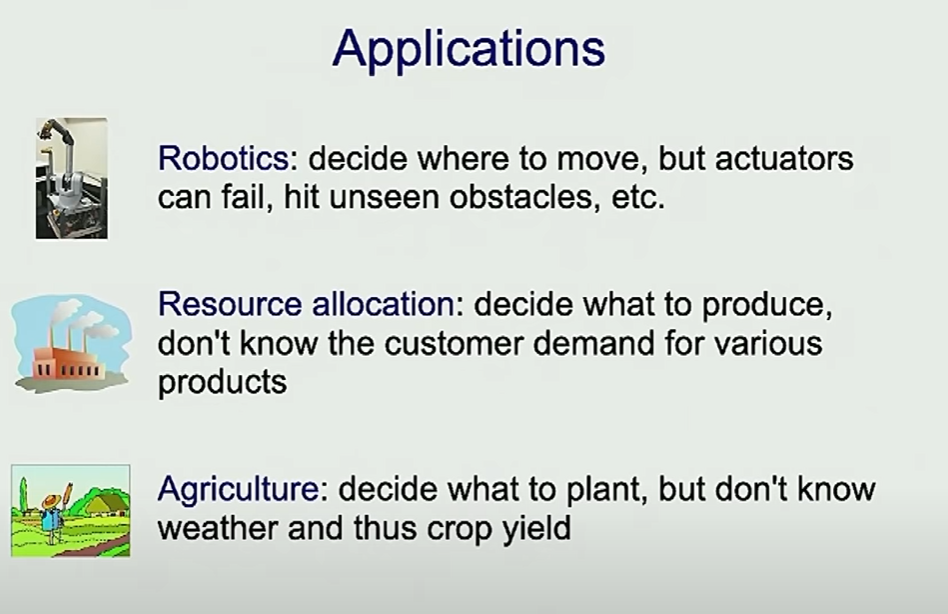 Applications
Robotics: decide where to move, but actuators
can fail, hit unseen obstacles, etc.
Resource allocation: decide what to produce,
don't know the customer demand for various
products
Agriculture: decide what to plant, but don't know
weather and thus crop yield